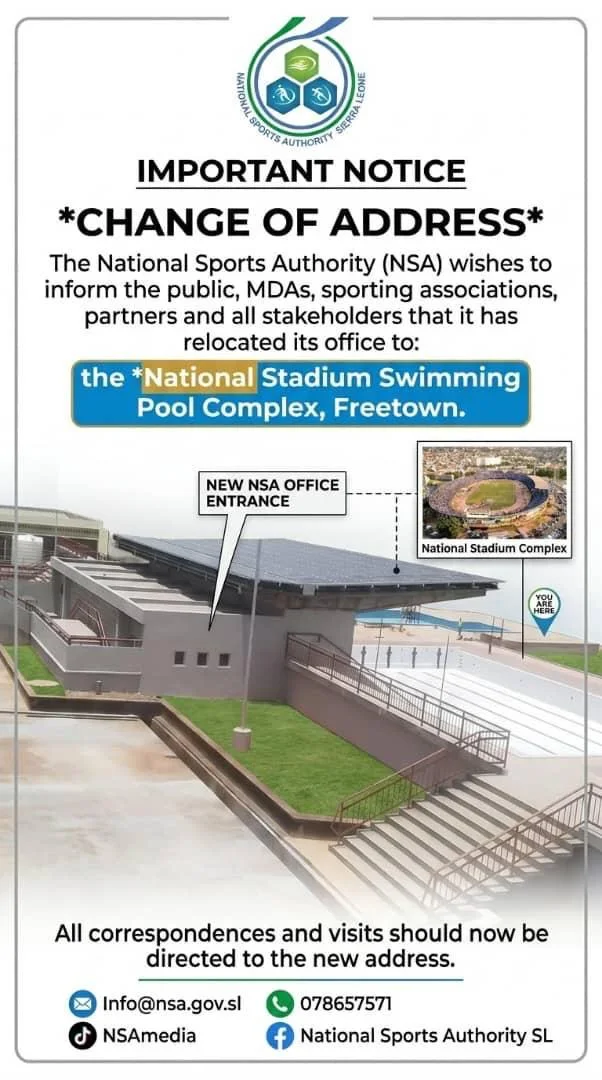 NATIONAL SPORTS AUTHORITY SIERRA LEONE
IMPORTANT NOTICE
*CHANGE OF ADDRESS*
The National Sports Authority (NSA) wishes to
inform the public, MDAs, sporting associations,
partners and all stakeholders that it has
relocated its office to:
the *National Stadium Swimming
Pool Complex, Freetown.
NEW NSA OFFICE
ENTRANCE
National Stadium Complex
YOU
ARE
HERE
All correspondences and visits should now be
directed to the new address.
Info@nsa.gov.sl
078657571
NSAmedia
National Sports Authority SL